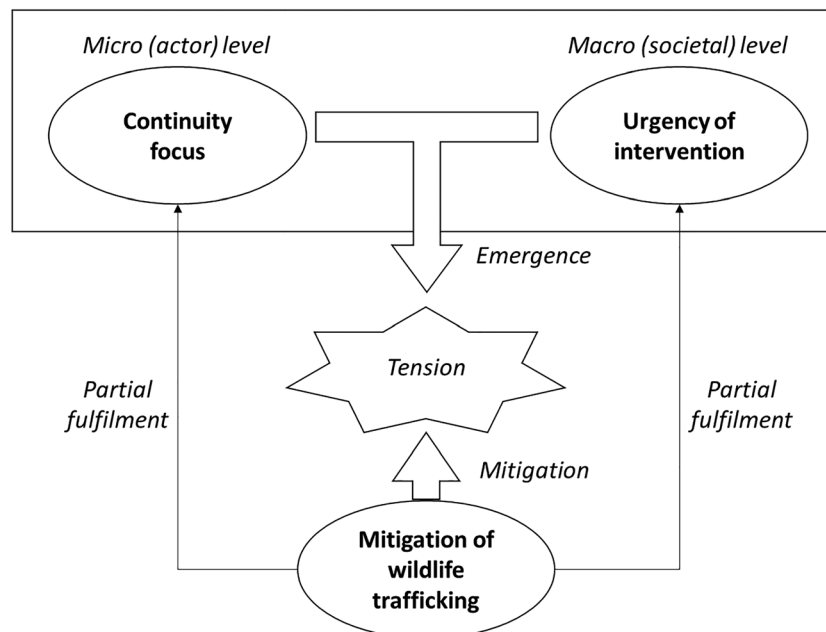 Micro (actor) level
Macro (societal) level
Continuity
focus
Urgency of
intervention
Emergence
Tension
Partial
fulfilment
Partial
fulfilment
Mitigation
Mitigation of
wildlife
trafficking